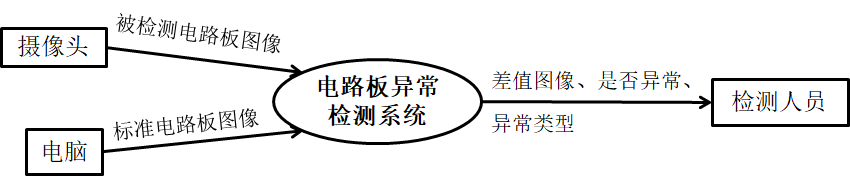 摄像头
被检测电路板图像
电路板异常
检测系统
差值图像、是否异常、
异常类型
检测人员
标准电路板图像
电脑